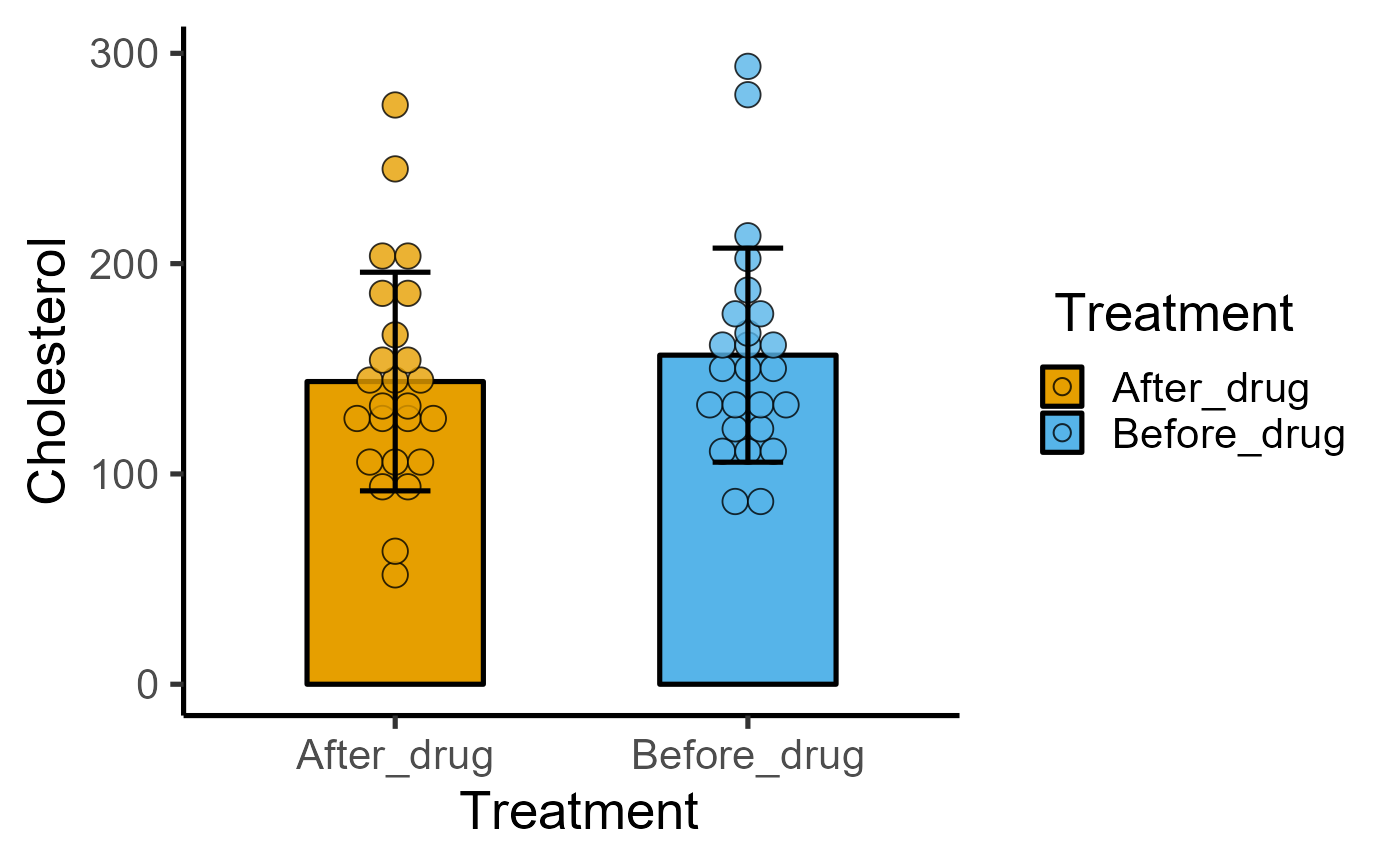 300
200
100
0
Cholesterol
After_drug
Before_drug
Treatment
Treatment
After_drug
Before_drug